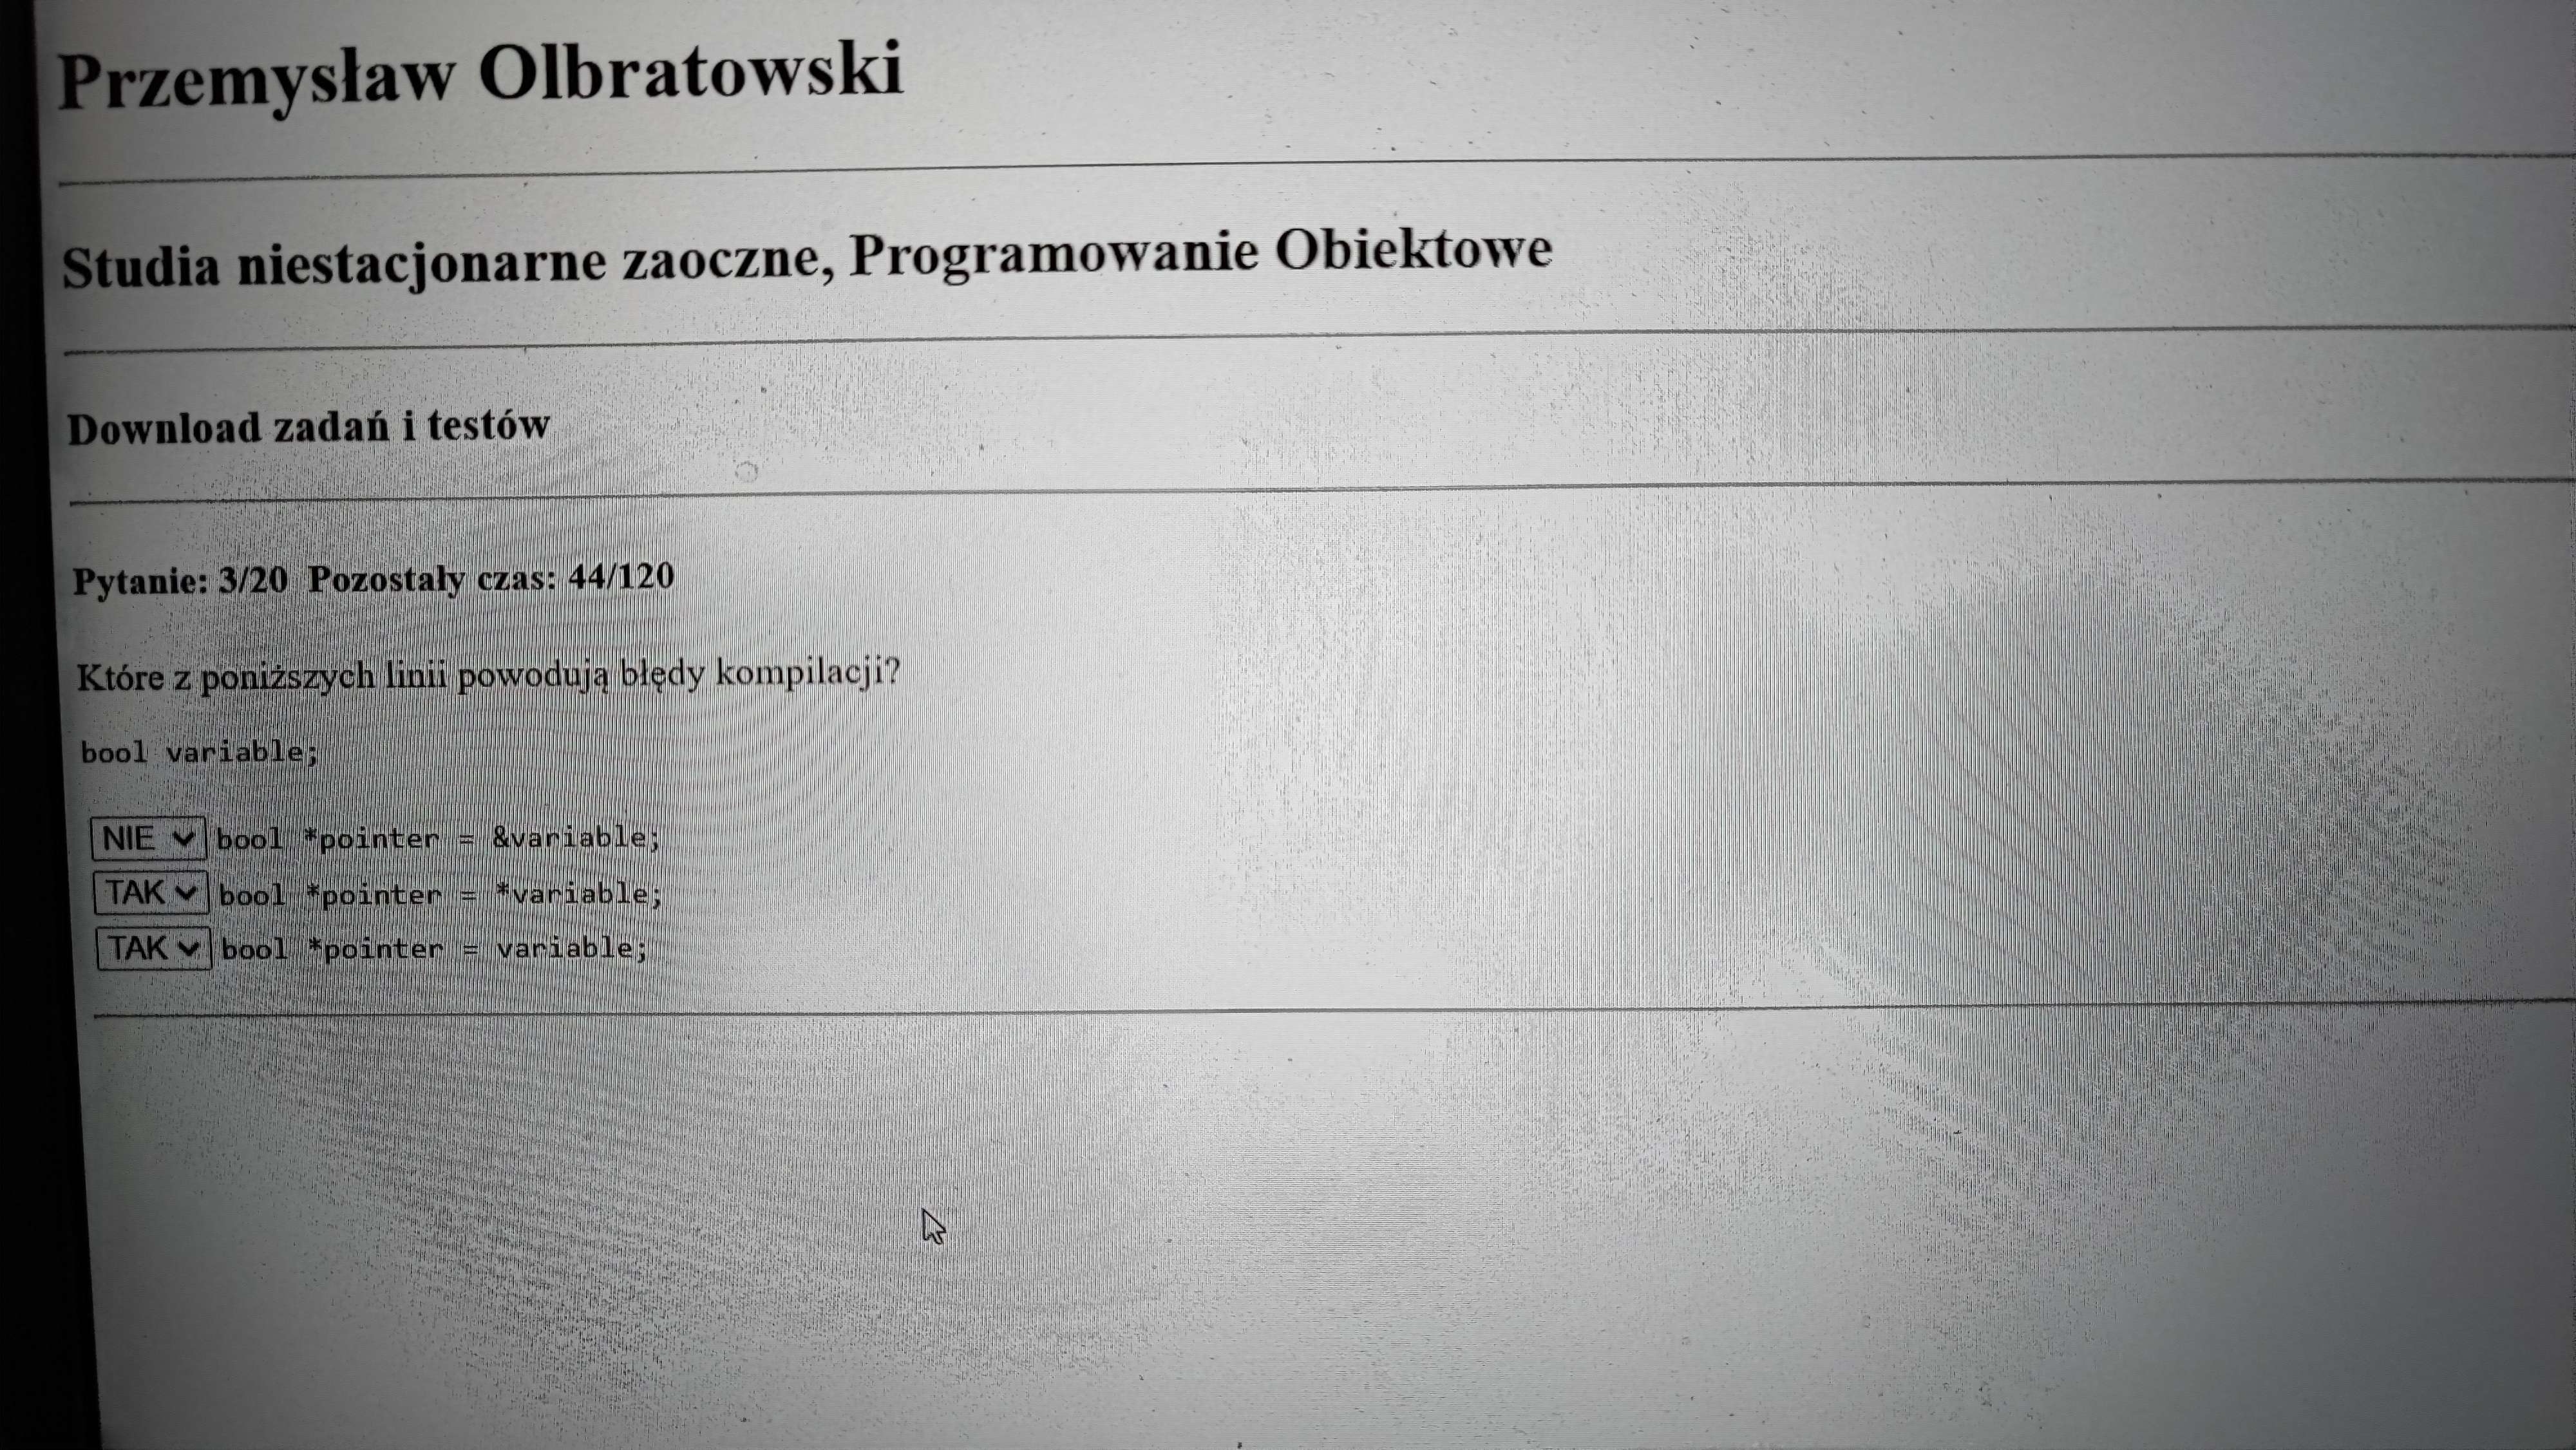 Przemysław Olbratowski
Studia niestacjonarne zaoczne, Programowanie Obiektowe
Download zadań i testów
Pytanie: 3/20 Pozostały czas: 44/120
Które z poniższych linii powodują błędy kompilacji?
bool variable;
NIE bool *pointer = &variable;
TAK bool *pointer = *variable;
TAK bool *pointer = variable;